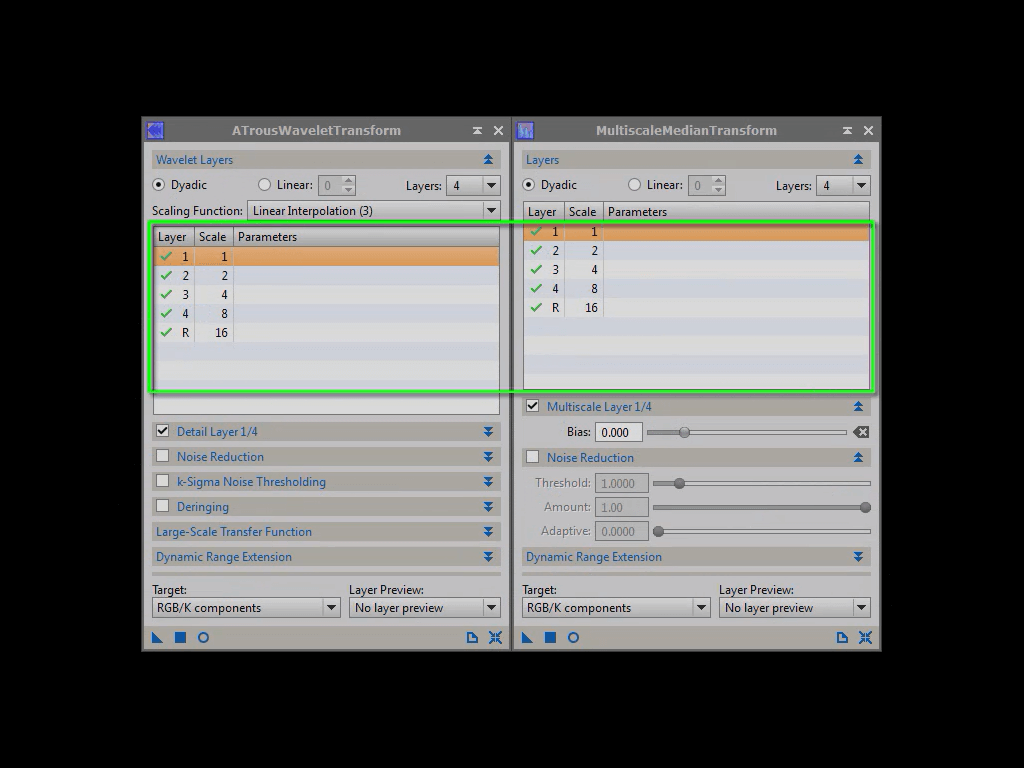 ATrousWaveletTransform
Wavelet Layers
Dyadic Linear: 0 Layers: 4
Scaling Function: Linear Interpolation (3)
Layer Scale Parameters
1 1
2 2
3 4
4 8
R 16
Detail Layer 1/4
Noise Reduction
k-Sigma Noise Thresholding
Deringing
Large-Scale Transfer Function
Dynamic Range Extension
Target: Layer Preview:
RGB/K components No layer preview
MultiscaleMedianTransform
Layers
Dyadic Linear: 0 Layers: 4
Layer Scale Parameters
1 1
2 2
3 4
4 8
R 16
Multiscale Layer 1/4
Bias: 0.000
Noise Reduction
Threshold: 1.0000
Amount: 1.00
Adaptive: 0.0000
Dynamic Range Extension
Target: Layer Preview:
RGB/K components No layer preview